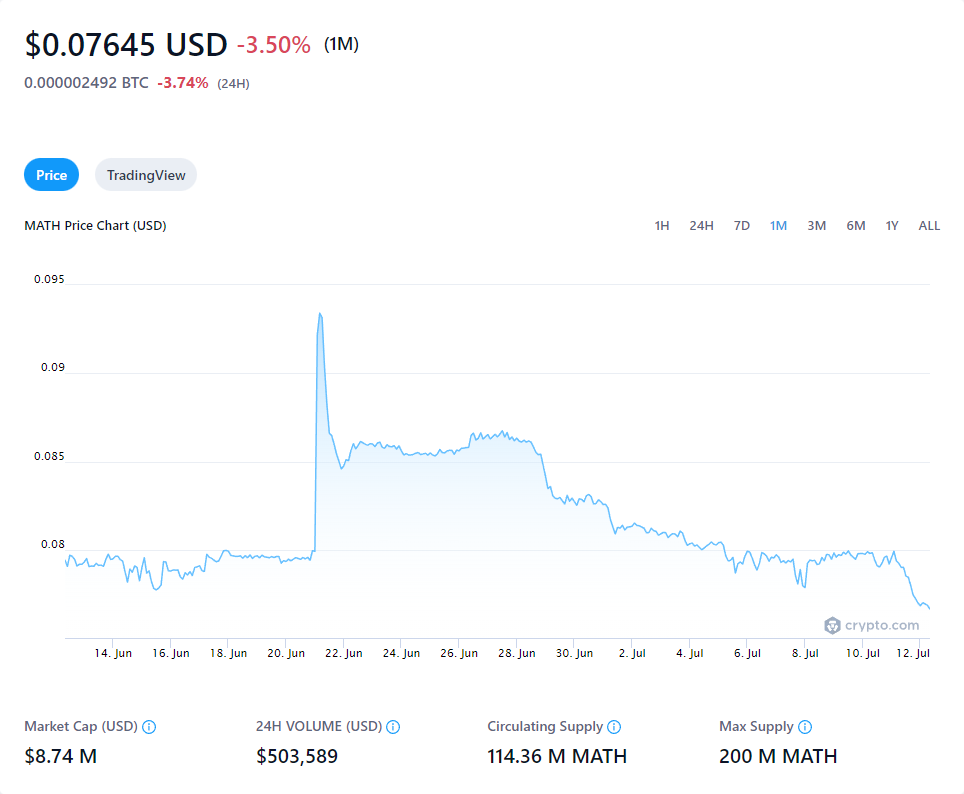 $0.07645 USD -3.50% (1M)
0.000002492 BTC -3.74% (24H)
Price TradingView
MATH Price Chart (USD) 1H 24H 7D 1M 3M 6M 1Y ALL
0.095
0.09
0.085
0.08
crypto.com
14. Jun 16. Jun 18. Jun 20. Jun 22. Jun 24. Jun 26. Jun 28. Jun 30. Jun 2. Jul 4. Jul 6. Jul 8. Jul 10. Jul 12. Jul
Market Cap (USD) 24H VOLUME (USD) Circulating Supply Max Supply
$8.74 M $503,589 114.36 M MATH 200 M MATH